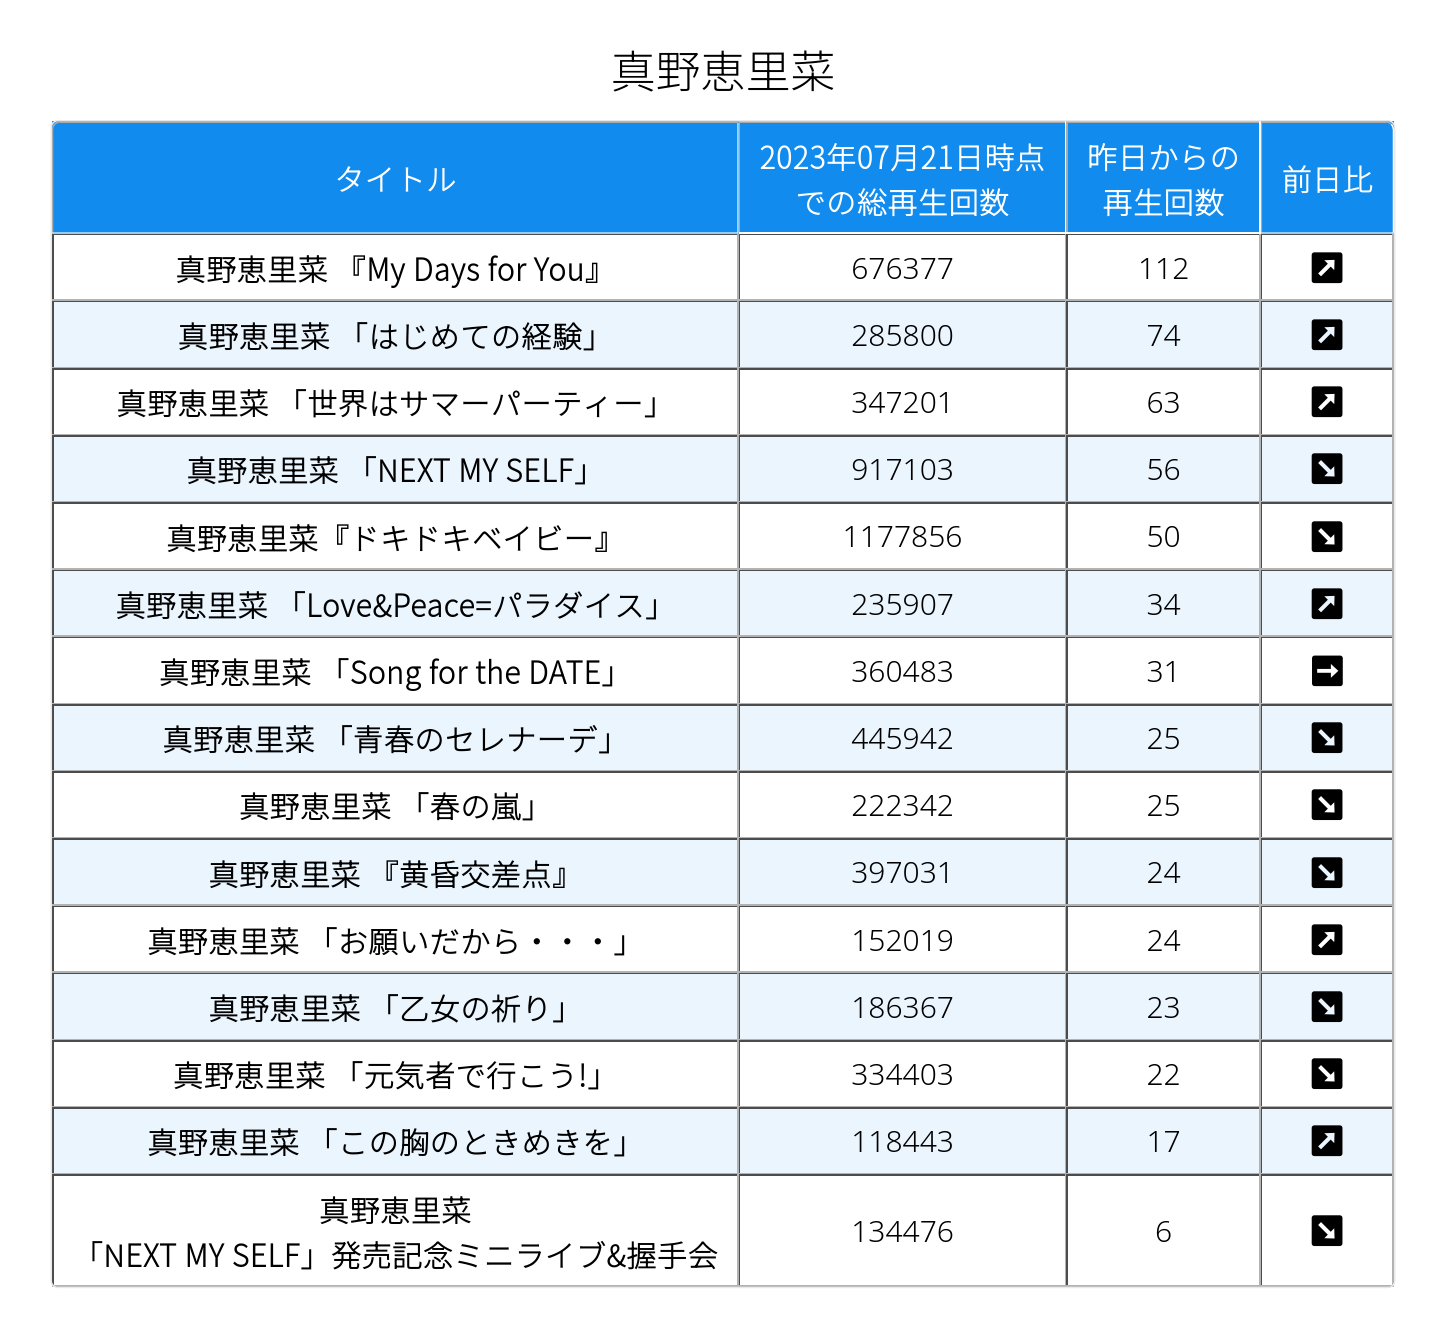 真野恵里菜
タイトル 2023年07月21日時点 昨日からの 前日比
での総再生回数 再生回数
真野恵里菜 『My Days for You』 676377 112 ↗
真野恵里菜 「はじめての経験」 285800 74 ↗
真野恵里菜 「世界はサマーパーティー」 347201 63 ↗
真野恵里菜 「NEXT MY SELF」 917103 56 ↘
真野恵里菜『ドキドキベイビー』 1177856 50 ↘
真野恵里菜 「Love&Peace=パラダイス」 235907 34 ↗
真野恵里菜 「Song for the DATE」 360483 31 →
真野恵里菜 「青春のセレナーデ」 445942 25 ↘
真野恵里菜 「春の嵐」 222342 25 ↘
真野恵里菜 『黄昏交差点』 397031 24 ↘
真野恵里菜 「お願いだから・・・」 152019 24 ↗
真野恵里菜 「乙女の祈り」 186367 23 ↘
真野恵里菜 「元気者で行こう!」 334403 22 ↘
真野恵里菜 「この胸のときめきを」 118443 17 ↗
真野恵里菜
「NEXT MY SELF」発売記念ミニライブ&握手会 134476 6 ↘